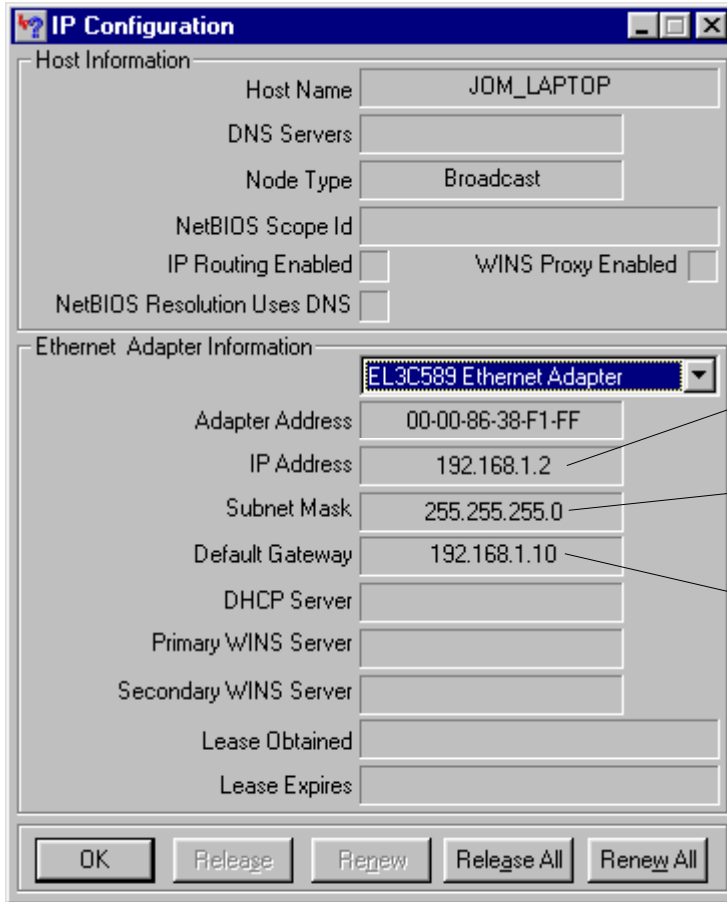 IP Configuration
Host Information
Host Name JOM_LAPTOP
DNS Servers
Node Type Broadcast
NetBIOS Scope Id
IP Routing Enabled WINS Proxy Enabled
NetBIOS Resolution Uses DNS
Ethernet Adapter Information
EL3C589 Ethernet Adapter
Adapter Address 00-00-86-38-F1-FF
IP Address 192.168.1.2
Subnet Mask 255.255.255.0
Default Gateway 192.168.1.10
DHCP Server
Primary WINS Server
Secondary WINS Server
Lease Obtained
Lease Expires
OK Release Renew Release All Renew All